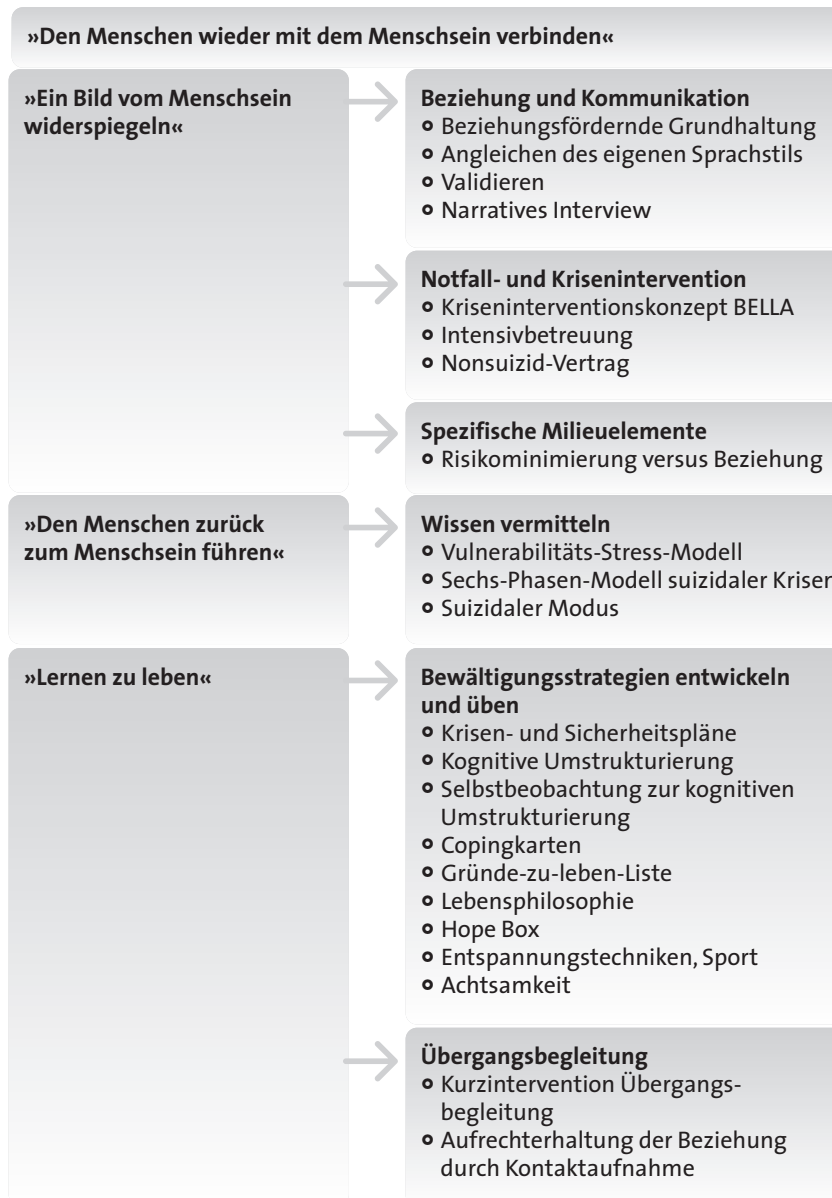 »Den Menschen wieder mit dem Menschsein verbinden«
»Ein Bild vom Menschsein
widerspiegeln«
Beziehung und Kommunikation
Beziehungsfördernde Grundhaltung
Angleichen des eigenen Sprachstils
Validieren
Narratives Interview
Notfall- und Krisenintervention
Kriseninterventionskonzept BELLA
Intensivbetreuung
Nonsuizid-Vertrag
Spezifische Milieuelemente
Risikominimierung versus Beziehung
»Den Menschen zurück
zum Menschsein führen«
Wissen vermitteln
Vulnerabilitäts-Stress-Modell
Sechs-Phasen-Modell suizidaler Krisen
Suizidaler Modus
»Lernen zu leben«
Bewältigungsstrategien entwickeln
und üben
Krisen- und Sicherheitspläne
Kognitive Umstrukturierung
Selbstbeobachtung zur kognitiven
Umstrukturierung
Copingkarten
Gründe-zu-leben-Liste
Lebensphilosophie
Hope Box
Entspannungstechniken, Sport
Achtsamkeit
Übergangsbegleitung
Kurzintervention Übergangs-
begleitung
Aufrechterhaltung der Beziehung
durch Kontaktaufnahme